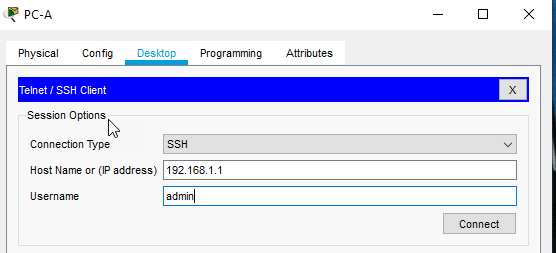 PC-A
Physical Config Desktop Programming Attributes
Telnet / SSH Client X
Session Options
Connection Type SSH
Host Name or (IP address) 192.168.1.1
Username admin
Connect